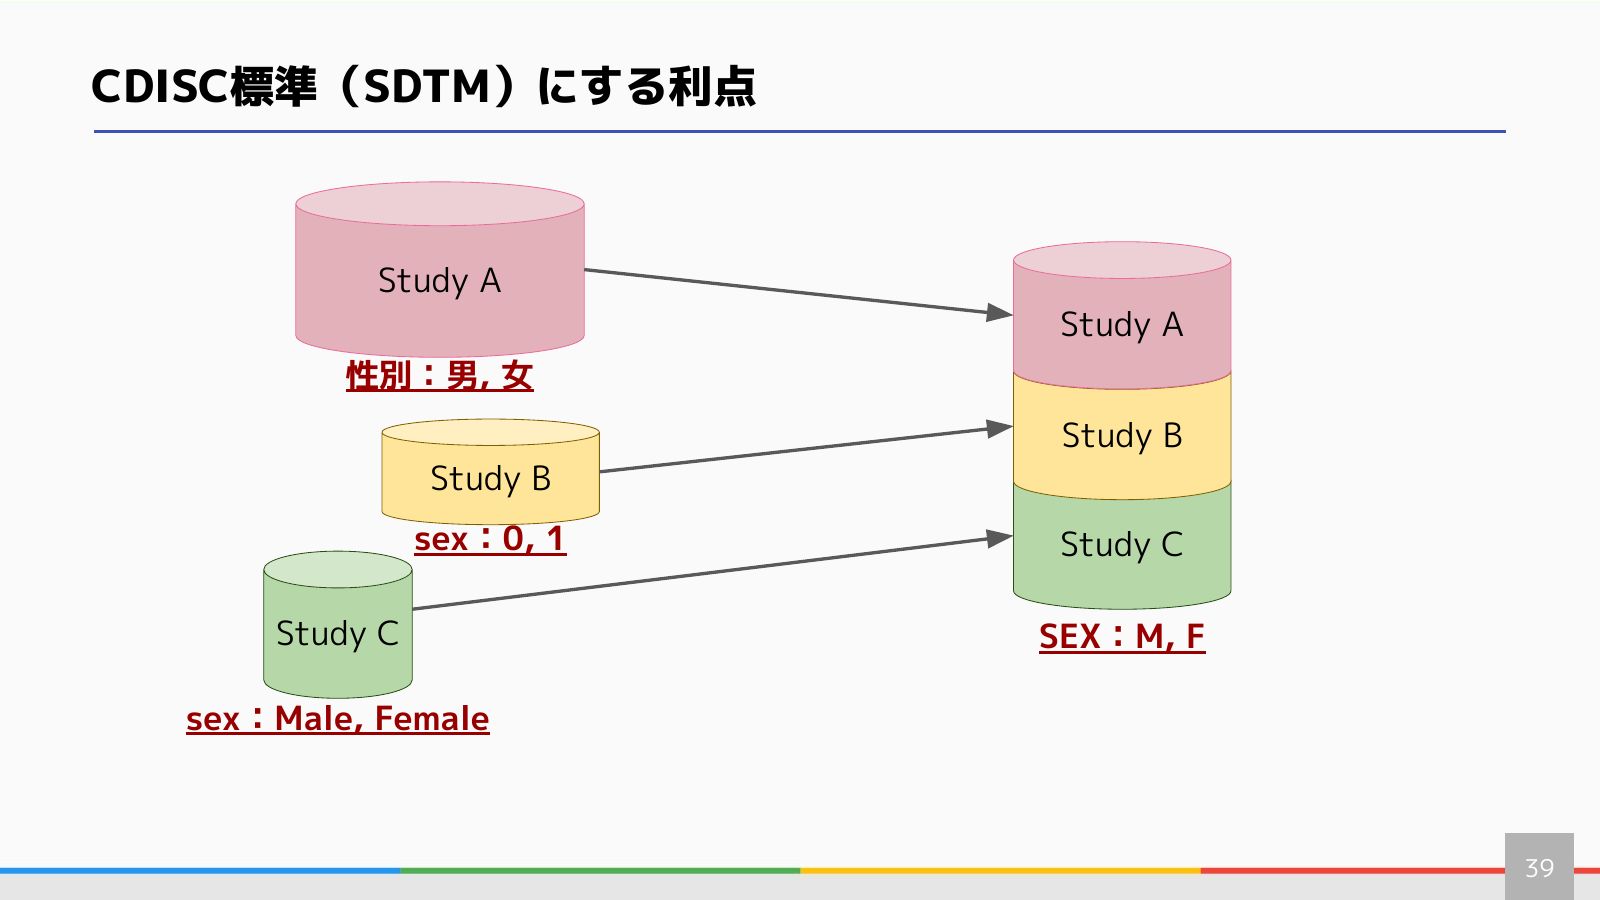 CDISC標準（SDTM）にする利点
Study A
性別：男, 女
Study B
sex：0, 1
Study C
sex：Male, Female
Study A
Study B
Study C
SEX：M, F
39